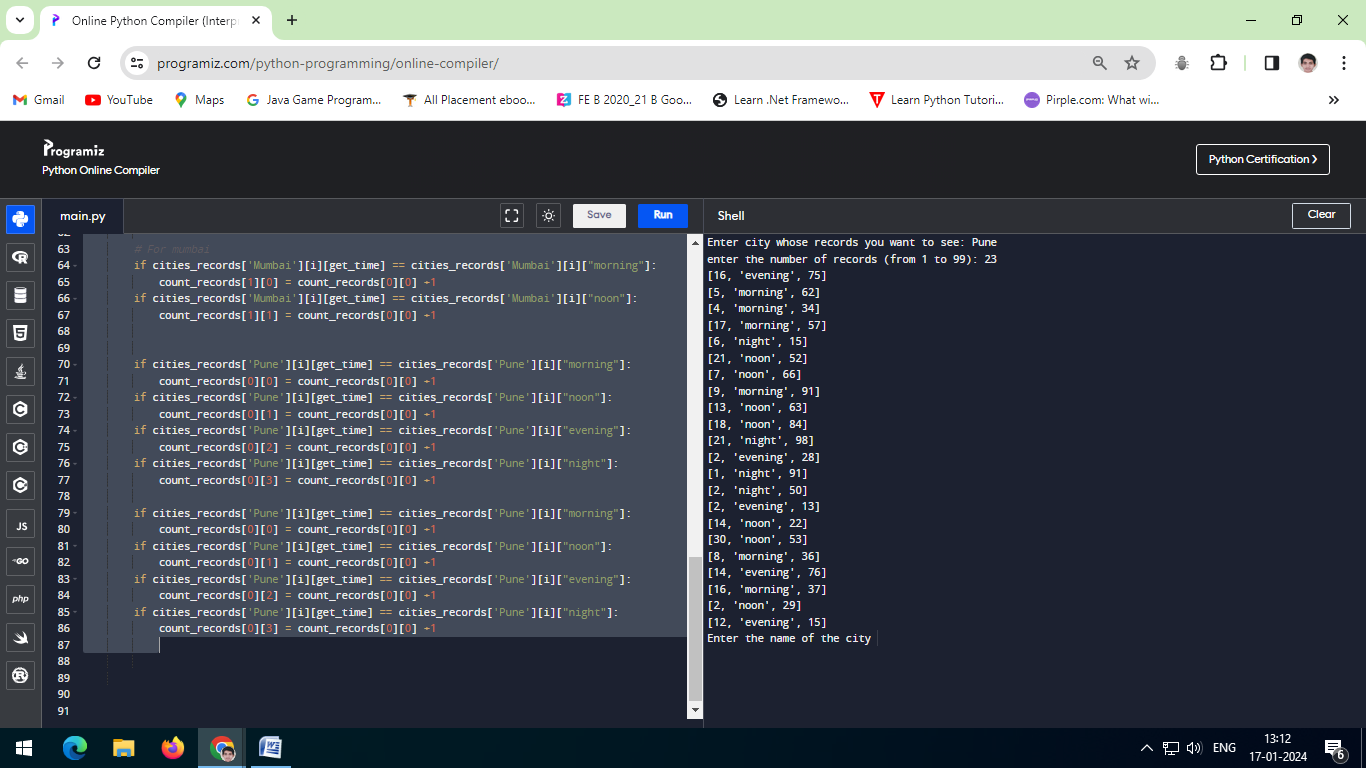 Online Python Compiler (Interp
programiz.com/python-programming/online-compiler/
Gmail
YouTube
Maps
Java Game Program...
All Placement eboo...
FE B 2020_21 B Goo...
Learn .Net Framewo...
Learn Python Tutori...
Pirple.com: What wi...
Programiz
Python Online Compiler
Python Certification
main.py
Save
Run
Shell
Clear
63 # For mumbai
64 if cities_records['Mumbai'][i][get_time] == cities_records['Mumbai'][i]["morning"]:
65 count_records[1][0] = count_records[0][0] +1
66 if cities_records['Mumbai'][i][get_time] == cities_records['Mumbai'][i]["noon"]:
67 count_records[1][1] = count_records[0][0] +1
68
69
70 if cities_records['Pune'][i][get_time] == cities_records['Pune'][i]["morning"]:
71 count_records[0][0] = count_records[0][0] +1
72 if cities_records['Pune'][i][get_time] == cities_records['Pune'][i]["noon"]:
73 count_records[0][1] = count_records[0][0] +1
74 if cities_records['Pune'][i][get_time] == cities_records['Pune'][i]["evening"]:
75 count_records[0][2] = count_records[0][0] +1
76 if cities_records['Pune'][i][get_time] == cities_records['Pune'][i]["night"]:
77 count_records[0][3] = count_records[0][0] +1
78
79 if cities_records['Pune'][i][get_time] == cities_records['Pune'][i]["morning"]:
80 count_records[0][0] = count_records[0][0] +1
81 if cities_records['Pune'][i][get_time] == cities_records['Pune'][i]["noon"]:
82 count_records[0][1] = count_records[0][0] +1
83 if cities_records['Pune'][i][get_time] == cities_records['Pune'][i]["evening"]:
84 count_records[0][2] = count_records[0][0] +1
85 if cities_records['Pune'][i][get_time] == cities_records['Pune'][i]["night"]:
86 count_records[0][3] = count_records[0][0] +1
87
88
89
90
91
Enter city whose records you want to see: Pune
enter the number of records (from 1 to 99): 23
[16, 'evening', 75]
[5, 'morning', 62]
[4, 'morning', 34]
[17, 'morning', 57]
[6, 'night', 15]
[21, 'noon', 52]
[7, 'noon', 66]
[9, 'morning', 91]
[13, 'noon', 63]
[18, 'noon', 84]
[21, 'night', 98]
[2, 'evening', 28]
[1, 'night', 91]
[2, 'night', 50]
[2, 'evening', 13]
[14, 'noon', 22]
[30, 'noon', 53]
[8, 'morning', 36]
[14, 'evening', 76]
[16, 'morning', 37]
[2, 'noon', 29]
[12, 'evening', 15]
Enter the name of the city
JS
GO
php
ENG
13:12
17-01-2024
6